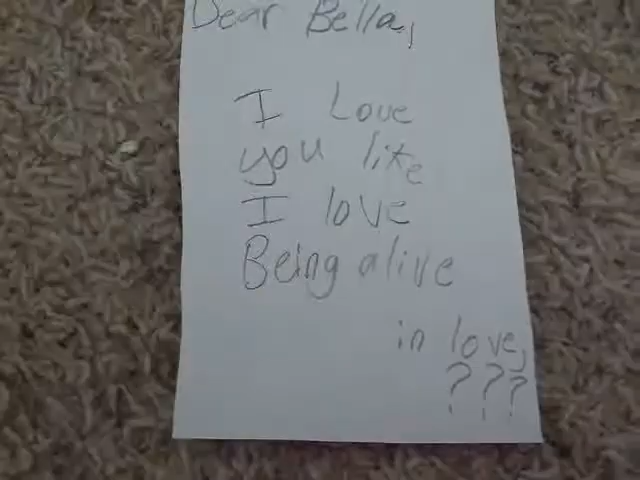 Dear Bella,
I Love
you like
I love
Being alive
in love,
???